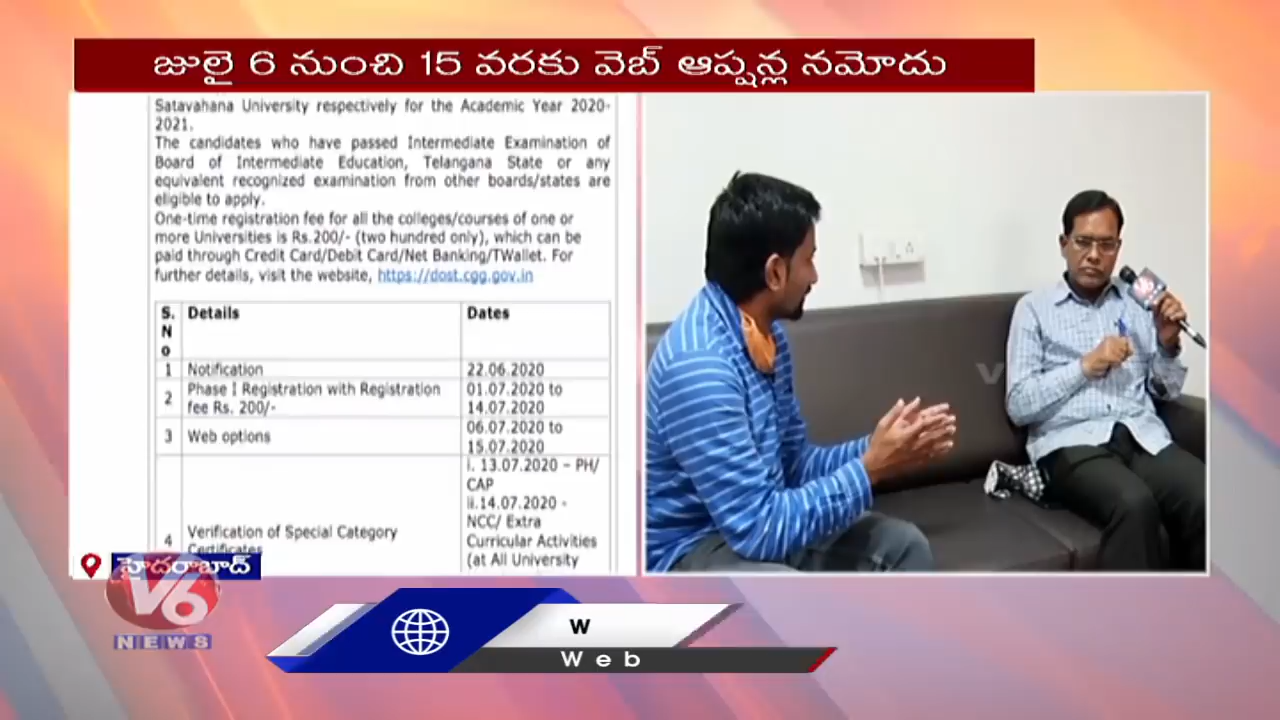 జులై 6 నుంచి 15 వరకు వెబ్ ఆప్షన్ల నమోదు
Satavahana University respectively for the Academic Year 2020-
2021.
The candidates who have passed Intermediate Examination of
Board of Intermediate Education, Telangana State or any
equivalent recognized examination from other boards/states are
eligible to apply.
One-time registration fee for all the colleges/courses of one or
more Universities is Rs.200/- (two hundred only), which can be
paid through Credit Card/Debit Card/Net Banking/TWallet. For
further details, visit the website, https://dost.cgg.gov.in
S.
N
o
Details
Dates
1 Notification 22.06.2020
2 Phase I Registration with Registration
fee Rs. 200/-
01.07.2020 to
14.07.2020
3 Web options
06.07.2020 to
15.07.2020
4 Verification of Special Category
Certificates
i. 13.07.2020 – PH/
CAP
ii.14.07.2020 -
NCC/ Extra
Curricular Activities
(at All University
హైదరాబాద్
V6
NEWS
W
Web
V6